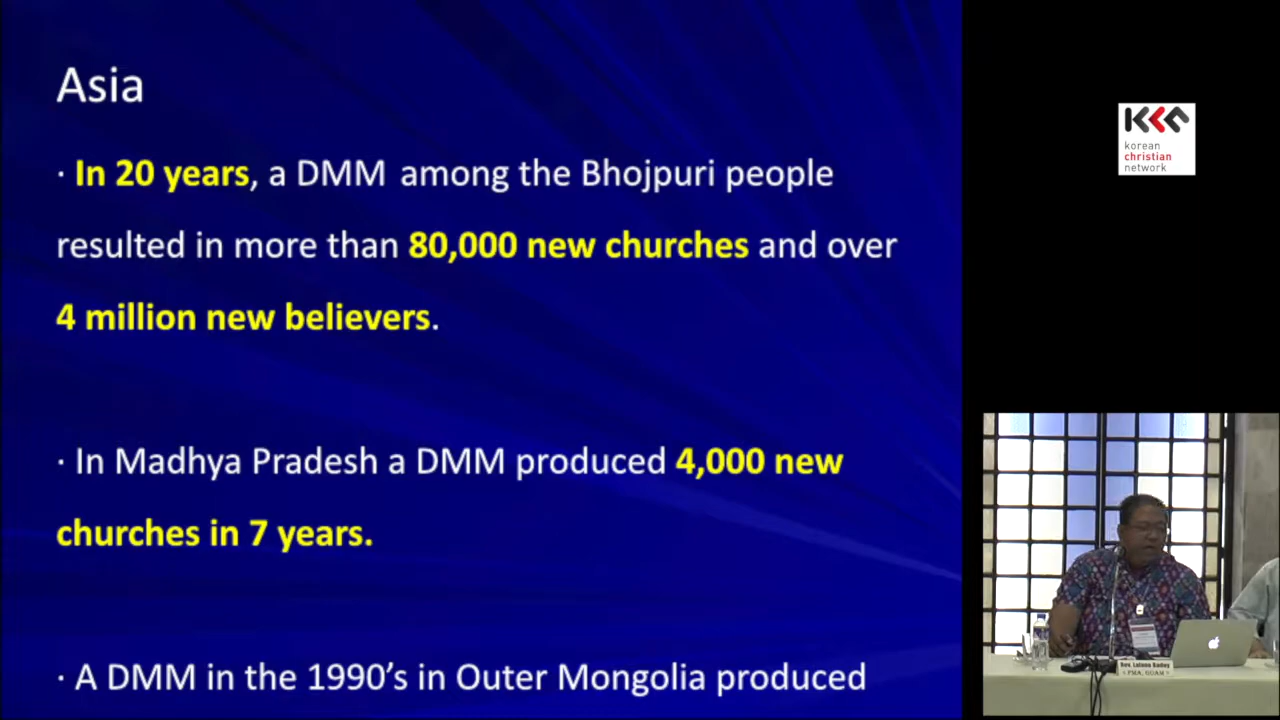 Asia
· In 20 years, a DMM among the Bhojpuri people
resulted in more than 80,000 new churches and over
4 million new believers.
· In Madhya Pradesh a DMM produced 4,000 new
churches in 7 years.
· A DMM in the 1990's in Outer Mongolia produced
korean
christian
network
Rev.